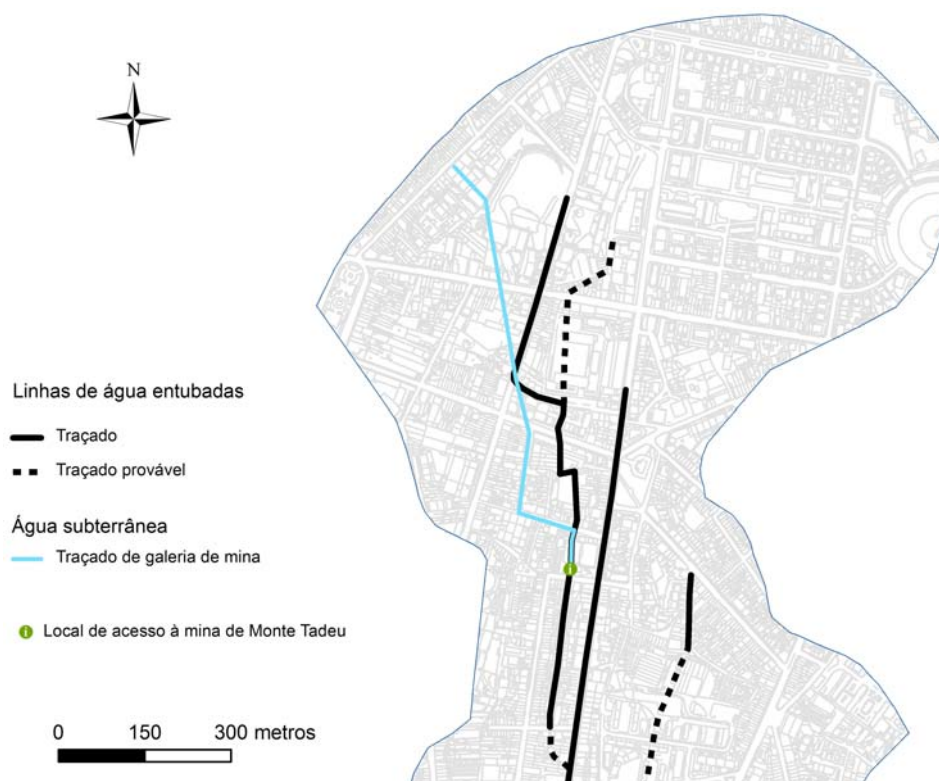 N
Linhas de água entubadas
Traçado
Traçado provável
Água subterrânea
Traçado de galeria de mina
i Local de acesso à mina de Monte Tadeu
0 150 300 metros